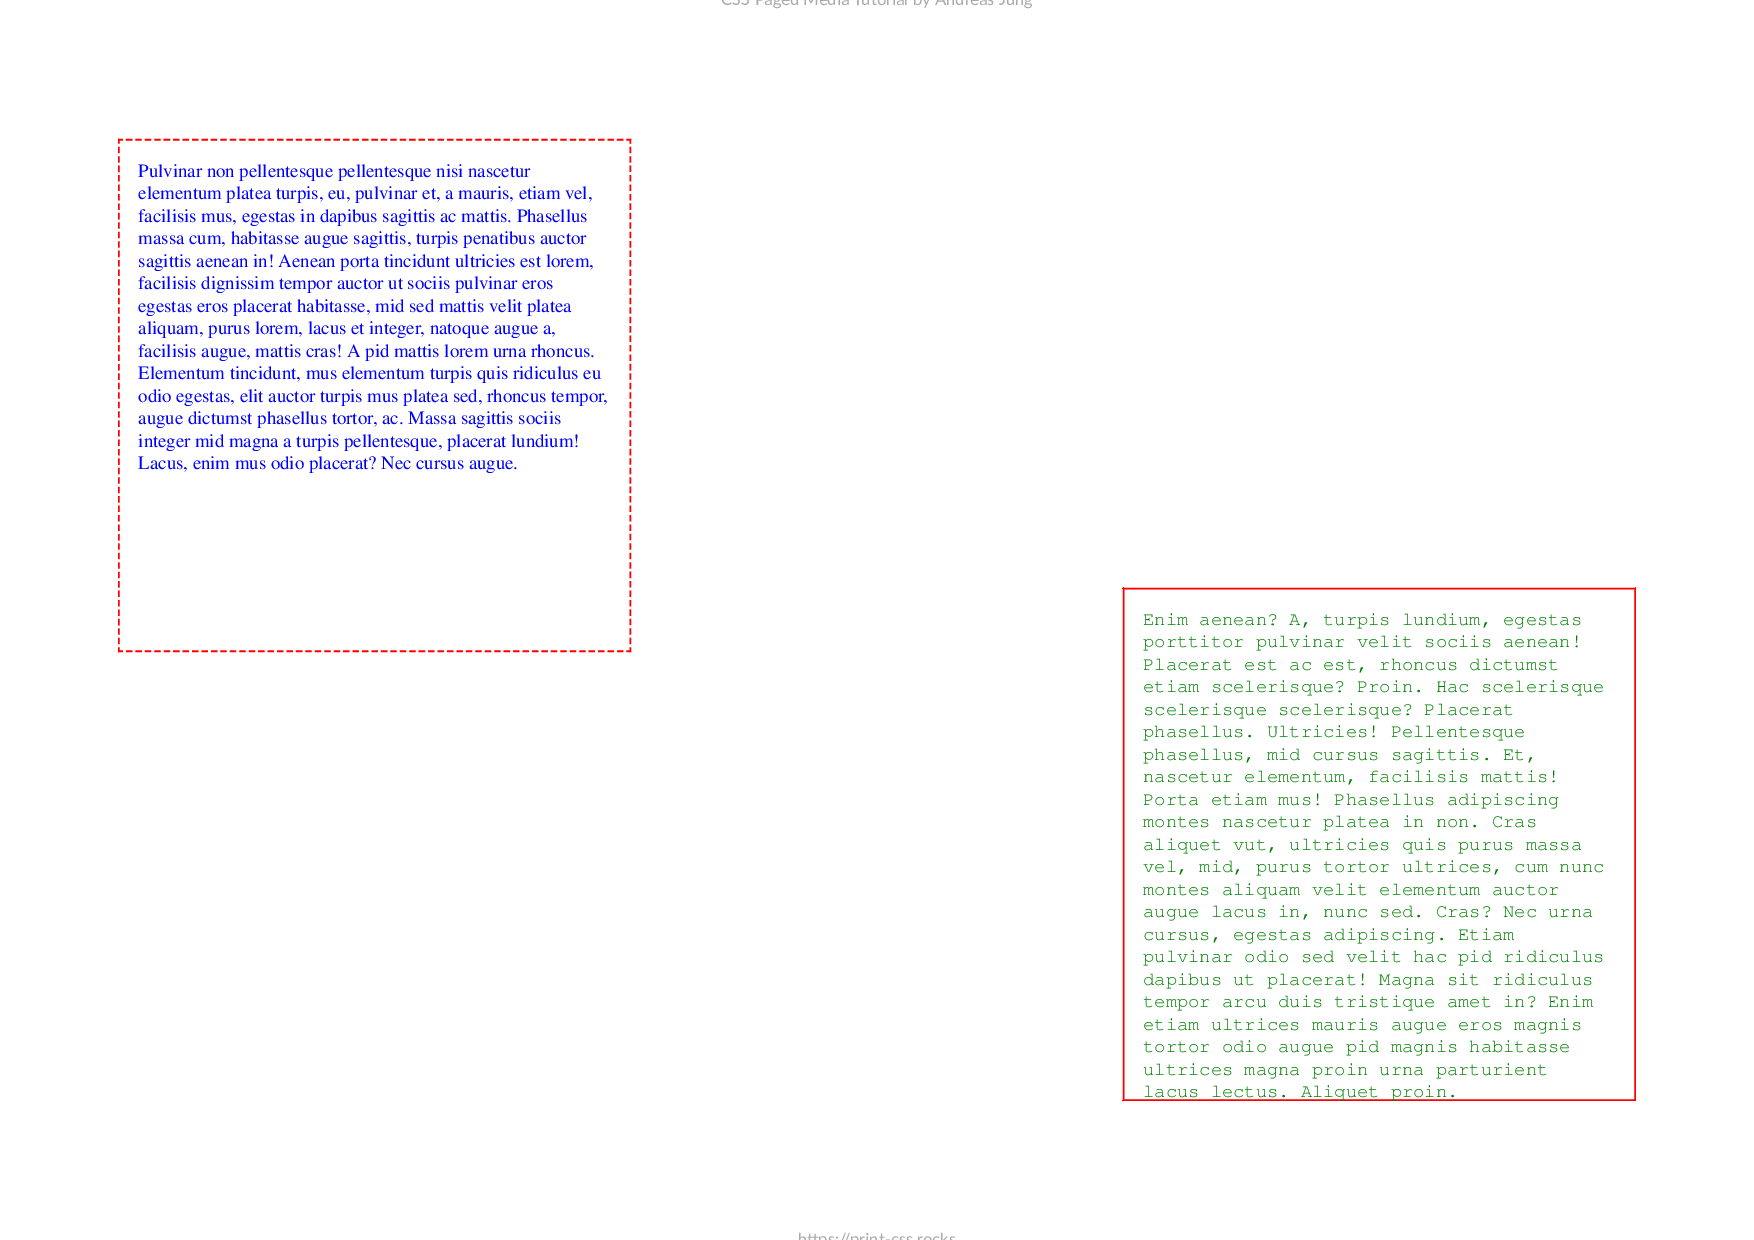 CSS Paged Media Tutorial by Andreas Jung
Pulvinar non pellentesque pellentesque nisi nascetur
elementum platea turpis, eu, pulvinar et, a mauris, etiam vel,
facilisis mus, egestas in dapibus sagittis ac mattis. Phasellus
massa cum, habitasse augue sagittis, turpis penatibus auctor
sagittis aenean in! Aenean porta tincidunt ultricies est lorem,
facilisis dignissim tempor auctor ut sociis pulvinar eros
egestas eros placerat habitasse, mid sed mattis velit platea
aliquam, purus lorem, lacus et integer, natoque augue a,
facilisis augue, mattis cras! A pid mattis lorem urna rhoncus.
Elementum tincidunt, mus elementum turpis quis ridiculus eu
odio egestas, elit auctor turpis mus platea sed, rhoncus tempor,
augue dictumst phasellus tortor, ac. Massa sagittis sociis
integer mid magna a turpis pellentesque, placerat lundium!
Lacus, enim mus odio placerat? Nec cursus augue.
Enim aenean? A, turpis lundium, egestas
porttitor pulvinar velit sociis aenean!
Placerat est ac est, rhoncus dictumst
etiam scelerisque? Proin. Hac scelerisque
scelerisque scelerisque? Placerat
phasellus. Ultricies! Pellentesque
phasellus, mid cursus sagittis. Et,
nascetur elementum, facilisis mattis!
Porta etiam mus! Phasellus adipiscing
montes nascetur platea in non. Cras
aliquet vut, ultricies quis purus massa
vel, mid, purus tortor ultrices, cum nunc
montes aliquam velit elementum auctor
augue lacus in, nunc sed. Cras? Nec urna
cursus, egestas adipiscing. Etiam
pulvinar odio sed velit hac pid ridiculus
dapibus ut placerat! Magna sit ridiculus
tempor arcu duis tristique amet in? Enim
etiam ultrices mauris augue eros magnis
tortor odio augue pid magnis habitasse
ultrices magna proin urna parturient
lacus lectus. Aliquet proin.
https://print-css.rocks